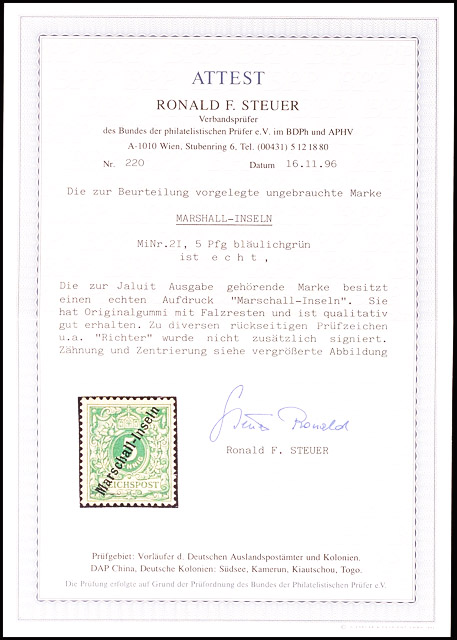 ATTEST
RONALD F. STEUER
Verbandsprüfer
des Bundes der philatelistischen Prüfer e.V. im BDPh und APHV
A-1010 Wien, Stubenring 6, Tel. (00431) 5 12 18 80
Nr. 220 Datum 16.11.96
Die zur Beurteilung vorgelegte ungebrauchte Marke
MARSHALL-INSELN
MiNr.2I, 5 Pfg bläulichgrün
ist e c h t ,
Die zur Jaluit Ausgabe gehörende Marke besitzt
einen echten Aufdruck "Marschall-Inseln". Sie
hat Originalgummi mit Falzresten und ist qualitativ
gut erhalten. Zu diversen rückseitigen Prüfzeichen
u.a. "Richter" wurde nicht zusätzlich signiert.
Zähnung und Zentrierung siehe vergrößerte Abbildung
Marschall-Inseln
5
PFENNIG
REICHSPOST
Steuer Ronald
Ronald F. STEUER
Prüfgebiet: Vorläufer d. Deutschen Auslandspostämter und Kolonien.
DAP China, Deutsche Kolonien: Südsee, Kamerun, Kiautschou, Togo.
Die Prüfung erfolgte auf Grund der Prüfordnung des Bundes der Philatelistischen Prüfer e.V.